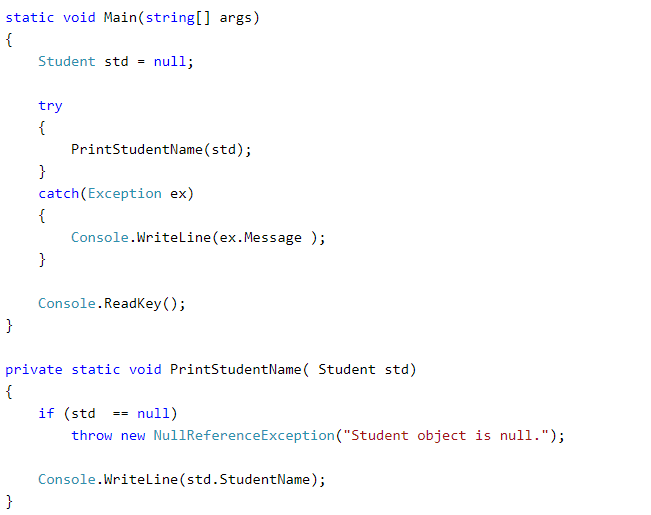 static void Main(string[] args)
{
    Student std = null;

    try
    {
        PrintStudentName(std);
    }
    catch(Exception ex)
    {
        Console.WriteLine(ex.Message );
    }

    Console.ReadKey();
}

private static void PrintStudentName( Student std)
{
    if (std  == null)
        throw new NullReferenceException("Student object is null.");

    Console.WriteLine(std.StudentName);
}